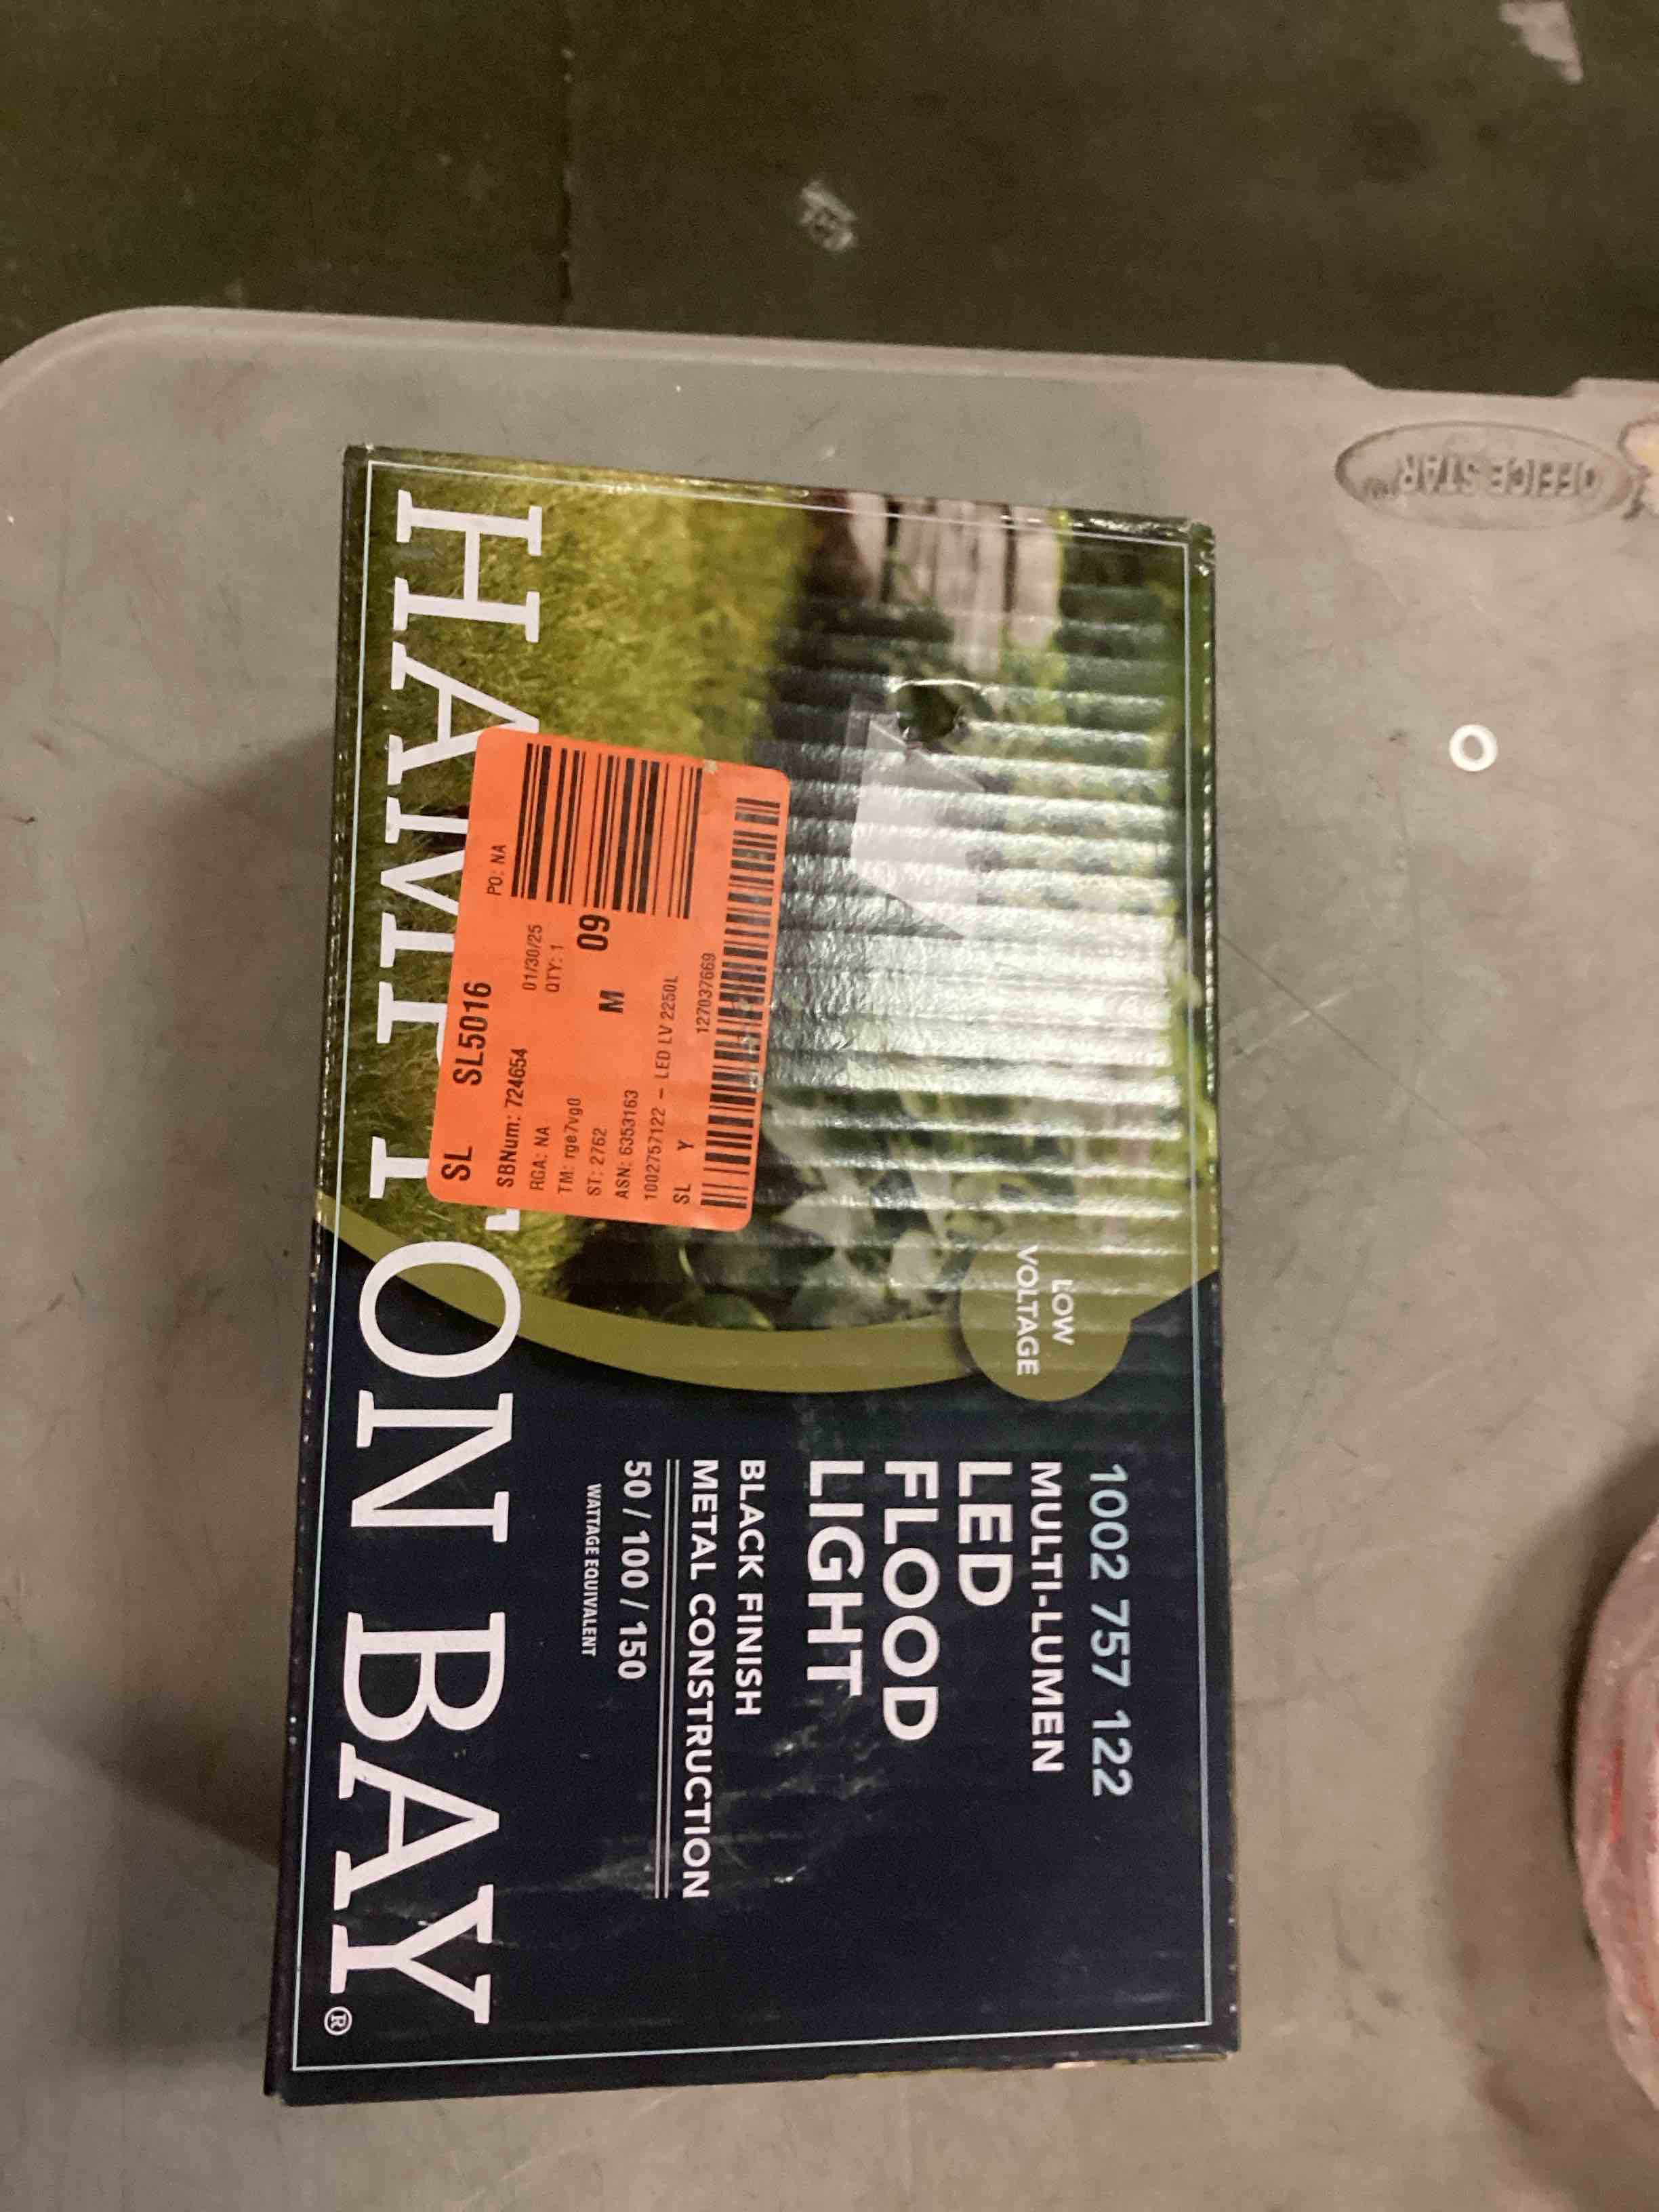 1002 757 122
MULTI-LUMEN
LED
FLOOD
LIGHT
BLACK FINISH
METAL CONSTRUCTION
50 / 100 / 150
WATTAGE EQUIVALENT
LOW
VOLTAGE
HAMPTON BAY®
SL SL5016
SBNum: 724654 PO: NA
RGA: NA 01/30/25
TM: rge7vg0 QTY: 1
ST: 2762 M 09
ASN: 6353163
1002757122 – LED LV 2250L
SL Y 127037669
OFFICE STAR